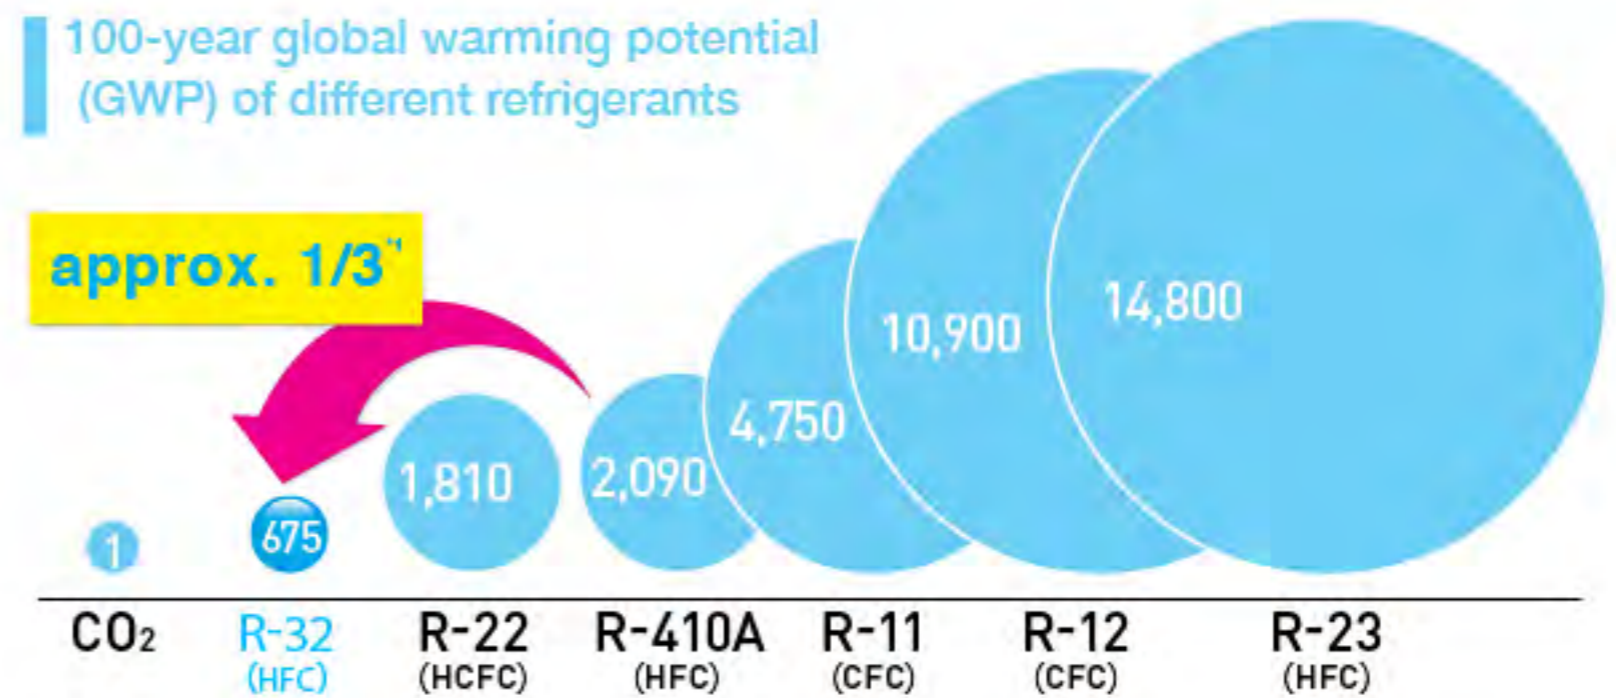 100-year global warming potential
(GWP) of different refrigerants
approx. 1/3*1
1
675
1,810
2,090
4,750
10,900
14,800
CO₂
R-32
(HFC)
R-22
(HCFC)
R-410A
(HFC)
R-11
(CFC)
R-12
(CFC)
R-23
(HFC)